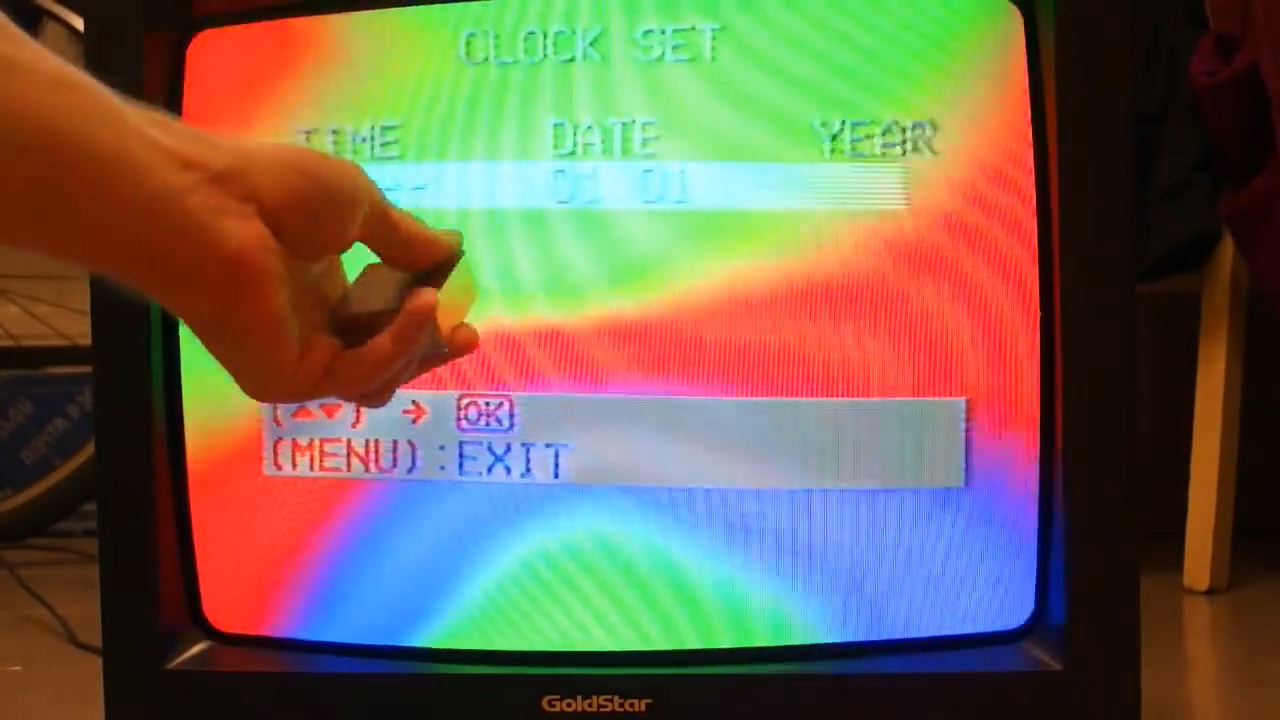 CLOCK SET
TIME DATE YEAR
-- 01 01
(▲▼) → OK
(MENU) :EXIT
GoldStar